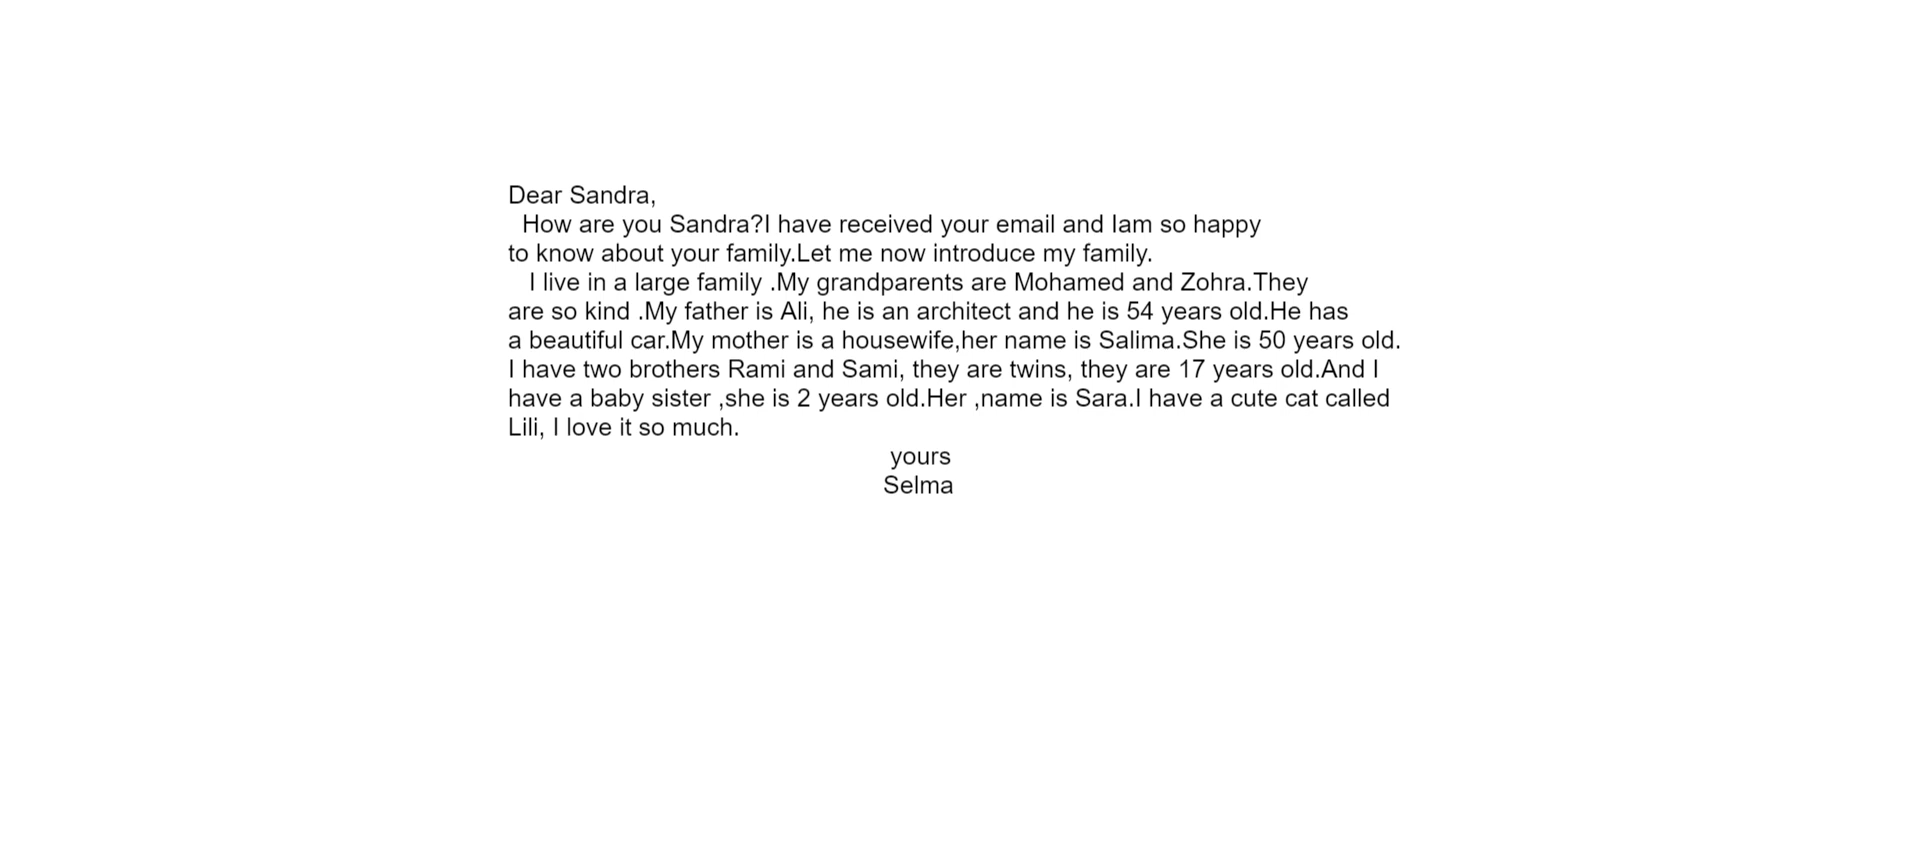 Dear Sandra,
How are you Sandra?I have received your email and Iam so happy
to know about your family.Let me now introduce my family.
I live in a large family .My grandparents are Mohamed and Zohra.They
are so kind .My father is Ali, he is an architect and he is 54 years old.He has
a beautiful car.My mother is a housewife,her name is Salima.She is 50 years old.
I have two brothers Rami and Sami, they are twins, they are 17 years old.And I
have a baby sister ,she is 2 years old.Her ,name is Sara.I have a cute cat called
Lili, I love it so much.
yours
Selma